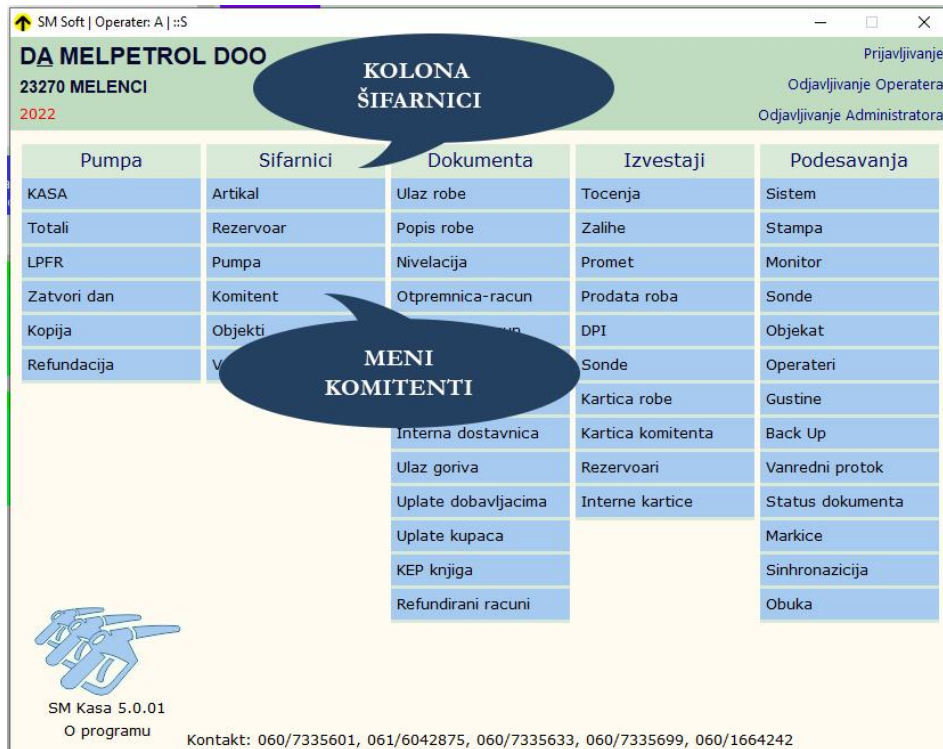 SM Soft | Operater: A | ::S
DA MELPETROL DOO
23270 MELENCI
2022
Prijavljivanje
Odjavljivanje Operatera
Odjavljivanje Administratora
KOLONA
ŠIFARNICI
Pumpa
KASA
Totali
LPFR
Zatvori dan
Kopija
Refundacija
Sifarnici
Artikal
Rezervoar
Pumpa
Komitent
Objekti
MENI
KOMITENTI
Dokumenta
Ulaz robe
Popis robe
Nivelacija
Otpremnica-racun
Interna dostavnica
Ulaz goriva
Uplate dobavljacima
Uplate kupaca
KEP knjiga
Refundirani racuni
Izvestaji
Tocenja
Zalihe
Promet
Prodata roba
DPI
Sonde
Kartica robe
Kartica komitenta
Rezervoari
Interne kartice
Podesavanja
Sistem
Stampa
Monitor
Sonde
Objekat
Operateri
Gustine
Back Up
Vanredni protok
Status dokumenta
Markice
Sinhronazicija
Obuka
SM Kasa 5.0.01
O programu
Kontakt: 060/7335601, 061/6042875, 060/7335633, 060/7335699, 060/1664242